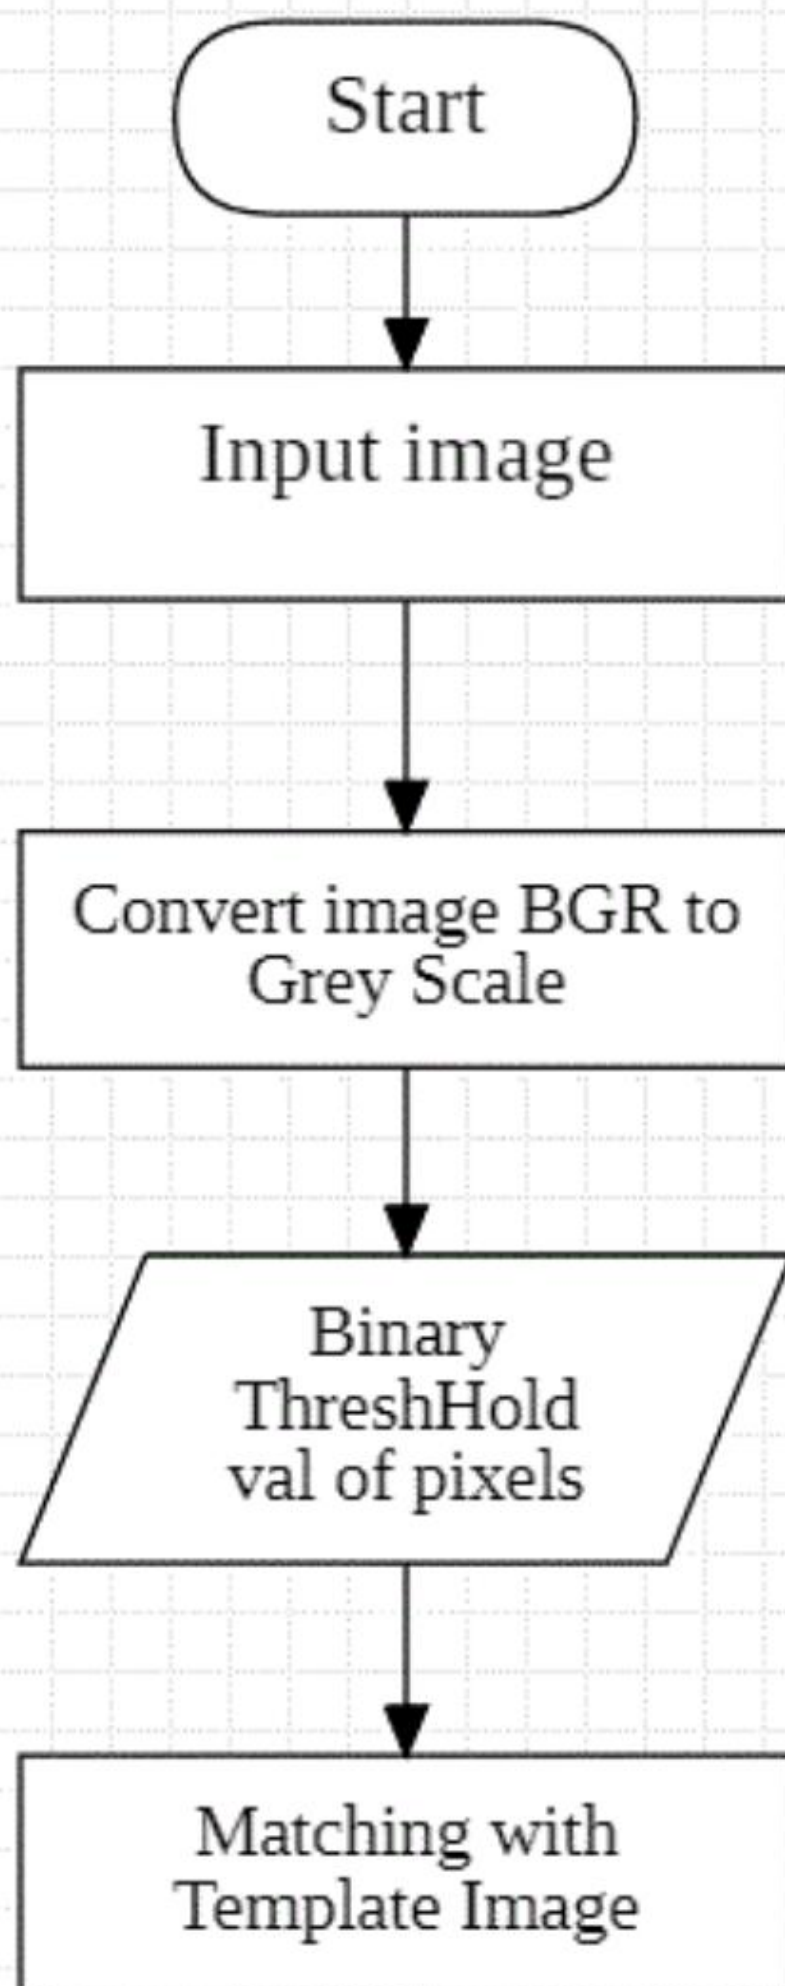 Start
Input image
Convert image BGR to
Grey Scale
Binary
ThreshHold
val of pixels
Matching with
Template Image